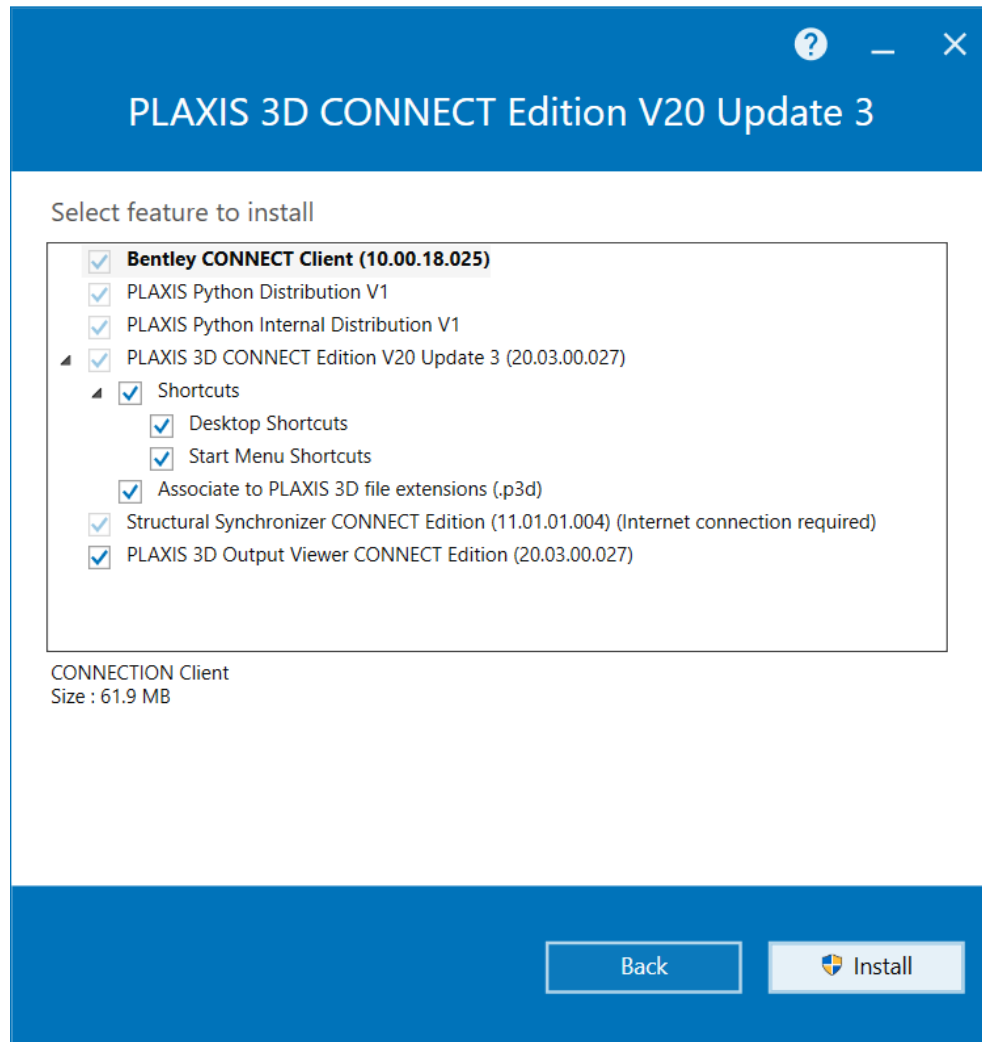 PLAXIS 3D CONNECT Edition V20 Update 3
Select feature to install
Bentley CONNECT Client (10.00.18.025)
PLAXIS Python Distribution V1
PLAXIS Python Internal Distribution V1
PLAXIS 3D CONNECT Edition V20 Update 3 (20.03.00.027)
Shortcuts
Desktop Shortcuts
Start Menu Shortcuts
Associate to PLAXIS 3D file extensions (.p3d)
Structural Synchronizer CONNECT Edition (11.01.01.004) (Internet connection required)
PLAXIS 3D Output Viewer CONNECT Edition (20.03.00.027)
CONNECTION Client
Size : 61.9 MB
Back
Install